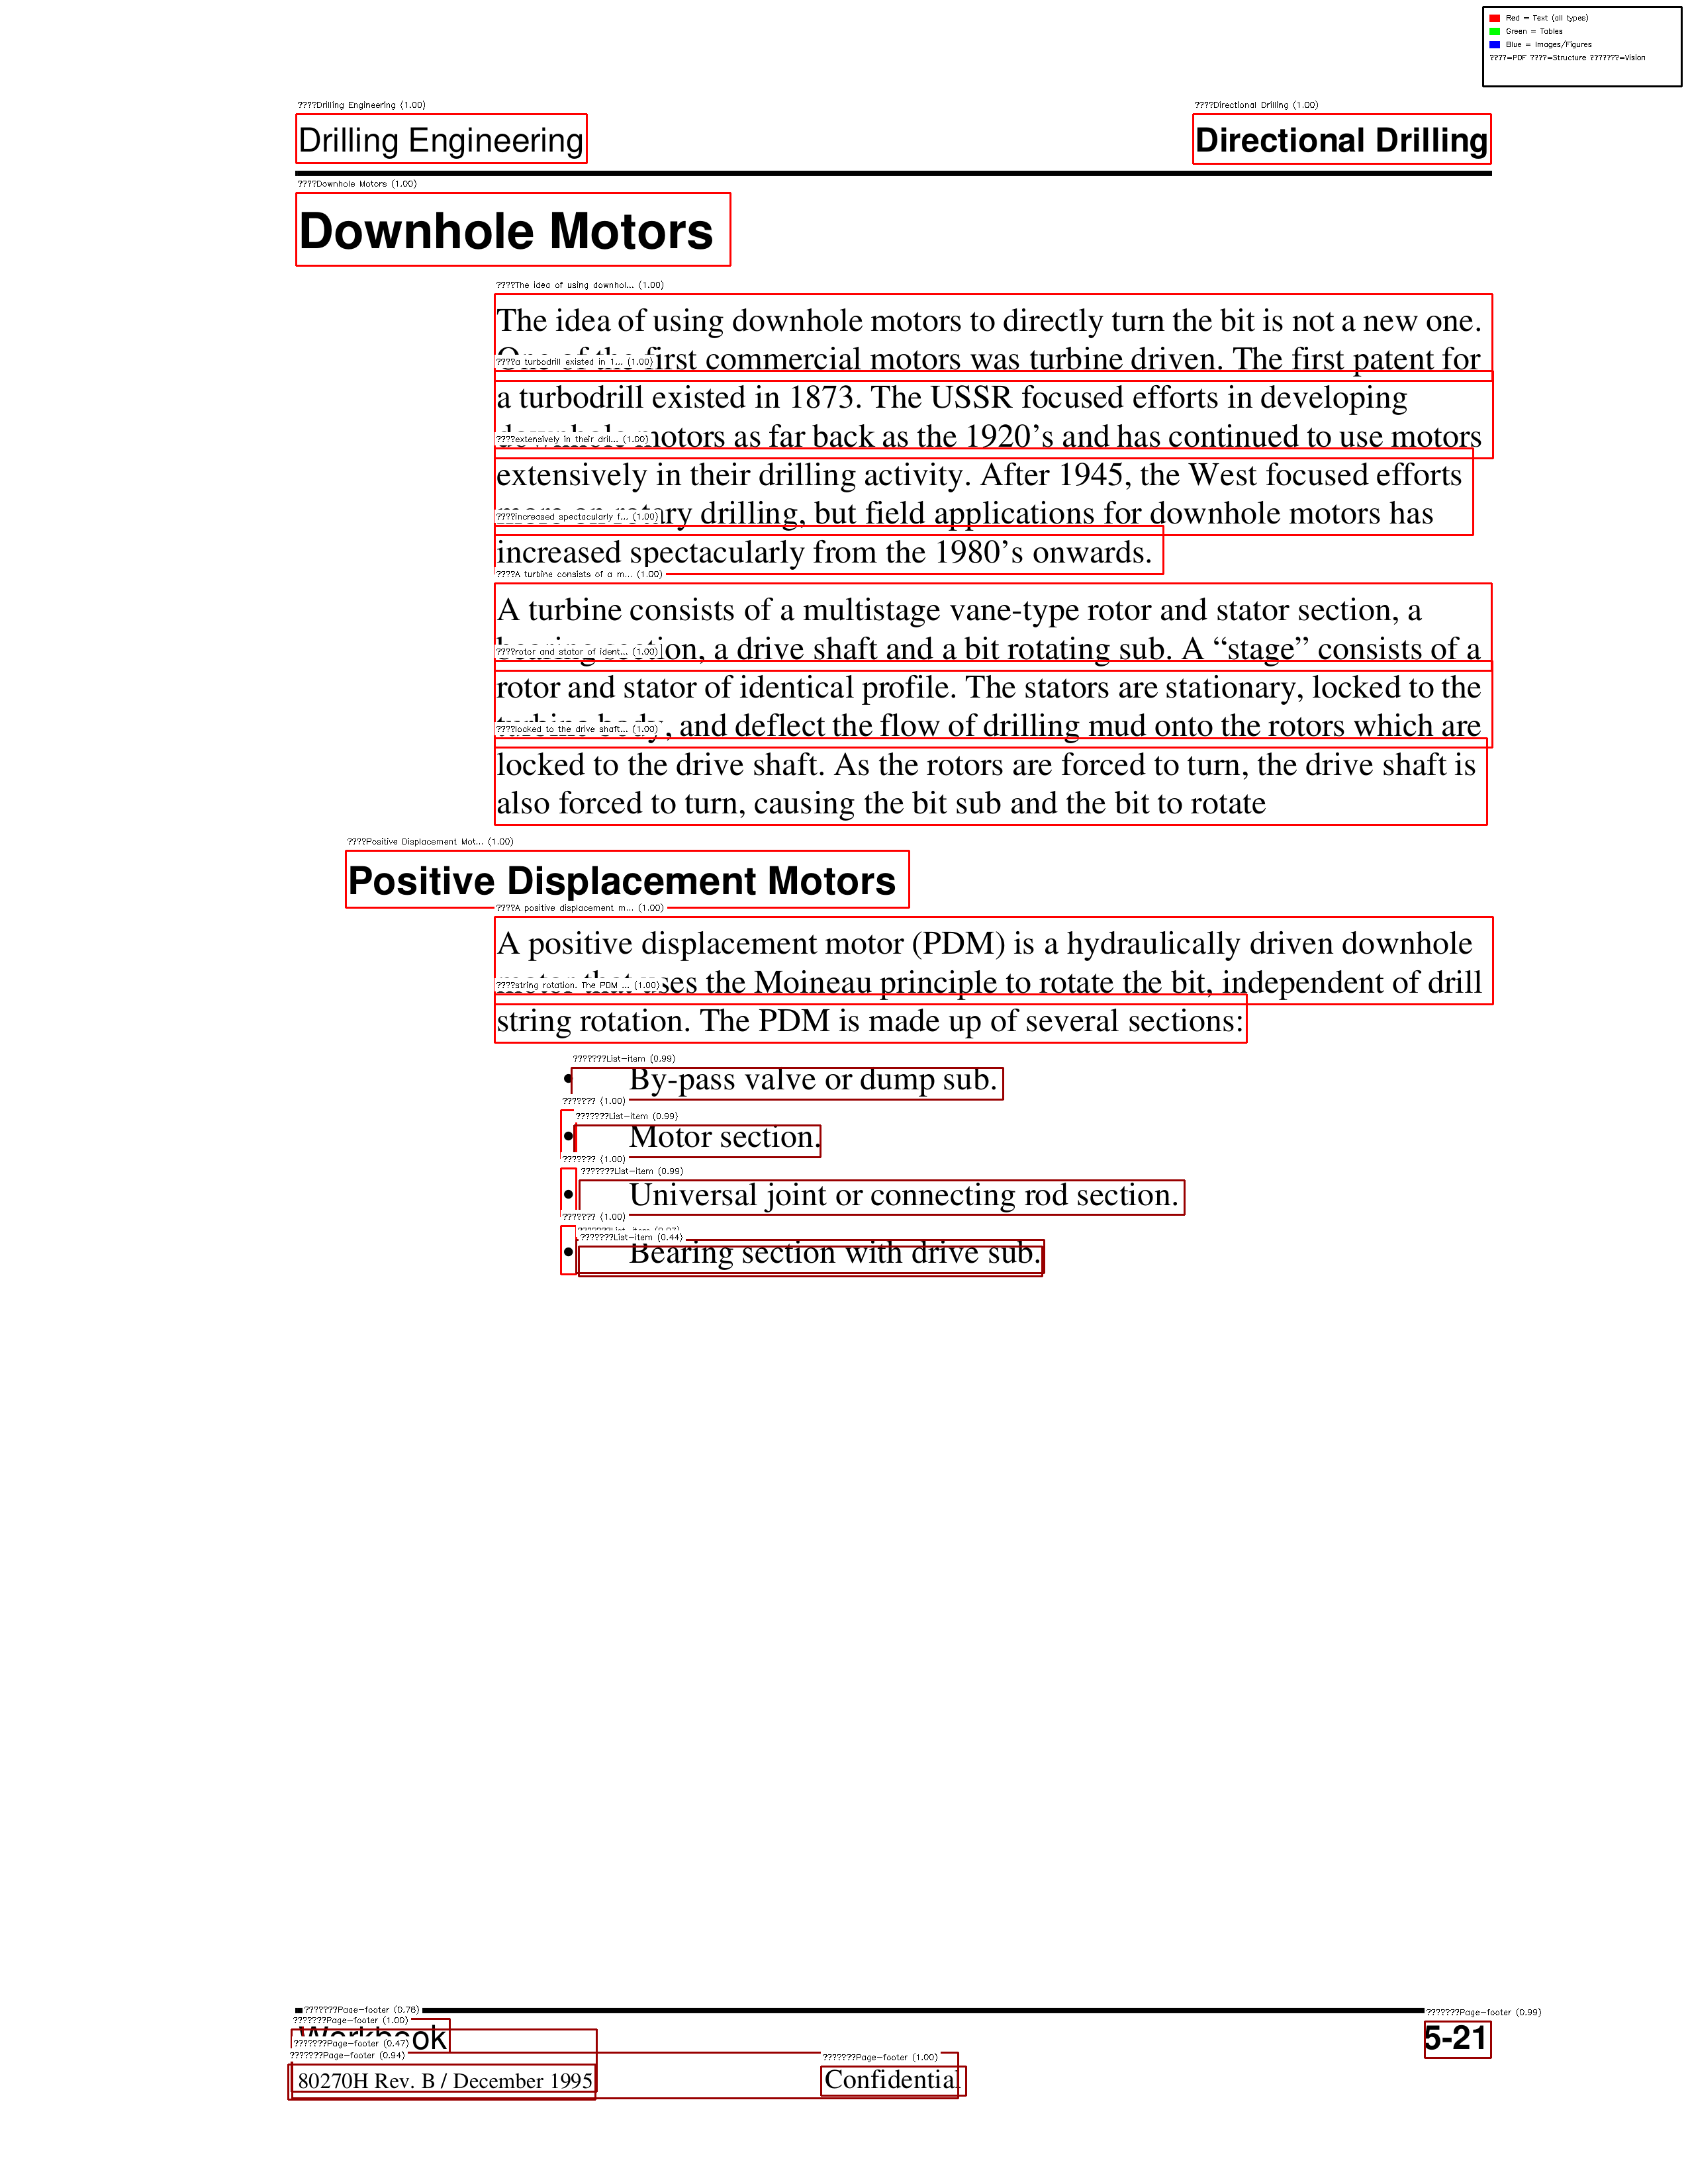 Red = Text (all types)
Green = Tables
Blue = Images/Figures
????=PDF ????=Structure ???????=Vision
????Drilling Engineering (1.00)
????Directional Drilling (1.00)
Drilling Engineering
Directional Drilling
????Downhole Motors (1.00)
Downhole Motors
????The idea of using downhol... (1.00)
The idea of using downhole motors to directly turn the bit is not a new one.
One of the first commercial motors was turbine driven. The first patent for
????a turbodrill existed in 1... (1.00)
a turbodrill existed in 1873. The USSR focused efforts in developing
downhole motors as far back as the 1920’s and has continued to use motors
????extensively in their dril... (1.00)
extensively in their drilling activity. After 1945, the West focused efforts
more on rotary drilling, but field applications for downhole motors has
????increased spectacularly f... (1.00)
increased spectacularly from the 1980’s onwards.
????A turbine consists of a m... (1.00)
A turbine consists of a multistage vane-type rotor and stator section, a
bearing section, a drive shaft and a bit rotating sub. A “stage” consists of a
????rotor and stator of ident... (1.00)
rotor and stator of identical profile. The stators are stationary, locked to the
turbine body, and deflect the flow of drilling mud onto the rotors which are
????locked to the drive shaft... (1.00)
locked to the drive shaft. As the rotors are forced to turn, the drive shaft is
also forced to turn, causing the bit sub and the bit to rotate
????Positive Displacement Mot... (1.00)
Positive Displacement Motors
????A positive displacement m... (1.00)
A positive displacement motor (PDM) is a hydraulically driven downhole
motor that uses the Moineau principle to rotate the bit, independent of drill
????string rotation. The PDM ... (1.00)
string rotation. The PDM is made up of several sections:
???????List-item (0.99)
• By-pass valve or dump sub.
??????? (1.00)
???????List-item (0.99)
• Motor section.
??????? (1.00)
???????List-item (0.99)
• Universal joint or connecting rod section.
??????? (1.00)
???????List-item (0.44)
• Bearing section with drive sub.
???????Page-footer (0.78)
???????Page-footer (0.99)
???????Page-footer (1.00)
Workbook
5-21
???????Page-footer (0.47)
???????Page-footer (0.94)
???????Page-footer (1.00)
80270H Rev. B / December 1995
Confidential